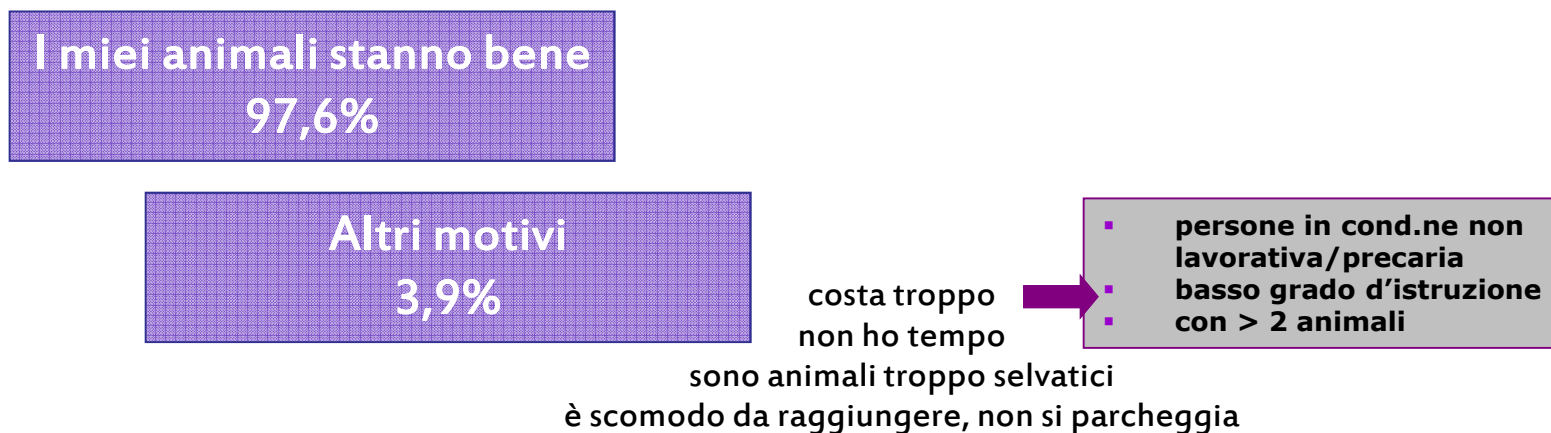 I miei animali stanno bene
97,6%
Altri motivi
3,9%
costa troppo
non ho tempo
sono animali troppo selvatici
è scomodo da raggiungere, non si parcheggia
▪ persone in cond.ne non
lavorativa/precaria
▪ basso grado d’istruzione
▪ con > 2 animali